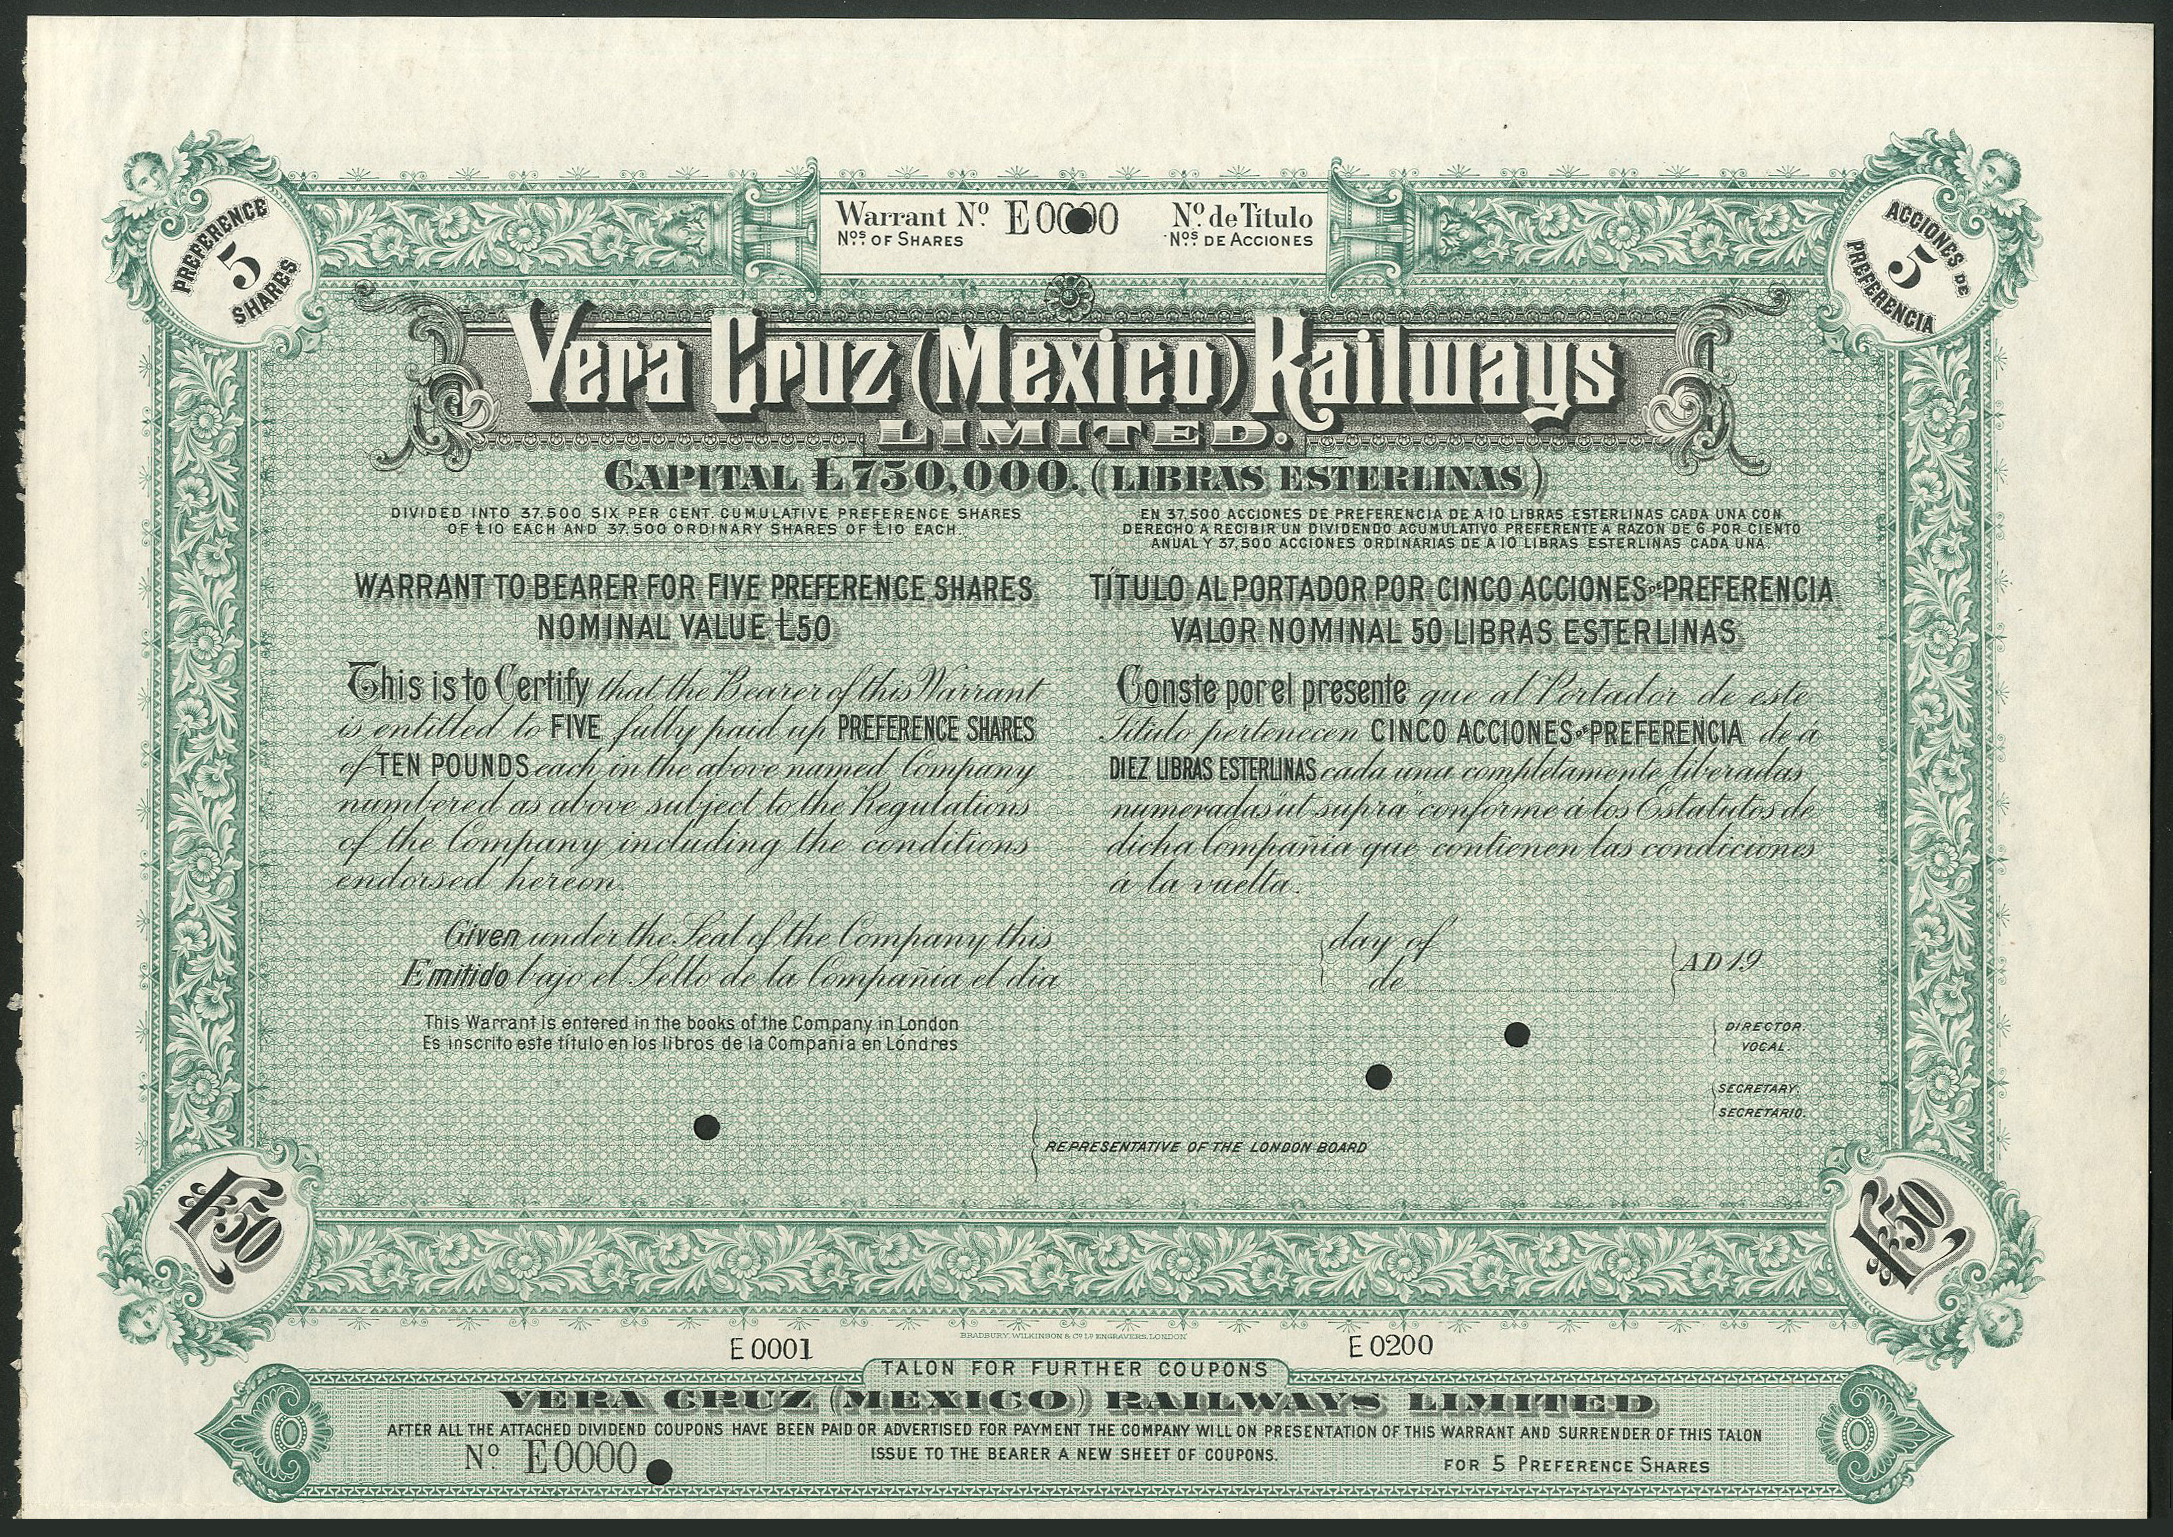 PREFERENCE
5
SHARES
Warrant Nº E0000 Nº de Título
Nºs. OF SHARES Nºs. DE ACCIONES
ACCIONES DE
5
PREFERENCIA
Vera Cruz (Mexico) Railways
LIMITED.
CAPITAL £750,000. (LIBRAS ESTERLINAS)
DIVIDED INTO 37.500 SIX PER CENT. CUMULATIVE PREFERENCE SHARES
OF £10 EACH AND 37.500 ORDINARY SHARES OF £10 EACH.
EN 37,500 ACCIONES DE PREFERENCIA DE A 10 LIBRAS ESTERLINAS CADA UNA CON
DERECHO A RECIBIR UN DIVIDENDO ACUMULATIVO PREFERENTE A RAZON DE 6 POR CIENTO
ANUAL Y 37,500 ACCIONES ORDINARIAS DE A 10 LIBRAS ESTERLINAS CADA UNA.
WARRANT TO BEARER FOR FIVE PREFERENCE SHARES
NOMINAL VALUE £50
TÍTULO AL PORTADOR POR CINCO ACCIONES DE PREFERENCIA
VALOR NOMINAL 50 LIBRAS ESTERLINAS
This is to Certify that the Bearer of this Warrant
is entitled to FIVE fully paid up PREFERENCE SHARES
of TEN POUNDS each in the above named Company
numbered as above subject to the Regulations
of the Company including the conditions
endorsed hereon.
Conste por el presente que al Portador de este
Título pertenecen CINCO ACCIONES DE PREFERENCIA de á
DIEZ LIBRAS ESTERLINAS cada una completamente liberadas
numeradas "ut supra" conforme á los Estatutos de
dicha Compañia que contienen las condiciones
á la vuelta.
Given under the Seal of the Company this day of
Emitido bajo el Sello de la Compañia el dia de AD 19
This Warrant is entered in the books of the Company in London
Es inscrito este título en los libros de la Compañia en Londres
DIRECTOR.
VOCAL.
SECRETARY.
SECRETARIO.
REPRESENTATIVE OF THE LONDON BOARD
£50
£50
BRADBURY, WILKINSON & Cº Lº ENGRAVERS, LONDON
E 0001 E 0200
TALON FOR FURTHER COUPONS
VERA CRUZ (MEXICO) RAILWAYS LIMITED
AFTER ALL THE ATTACHED DIVIDEND COUPONS HAVE BEEN PAID OR ADVERTISED FOR PAYMENT THE COMPANY WILL ON PRESENTATION OF THIS WARRANT AND SURRENDER OF THIS TALON
ISSUE TO THE BEARER A NEW SHEET OF COUPONS.
Nº E0000
FOR 5 PREFERENCE SHARES